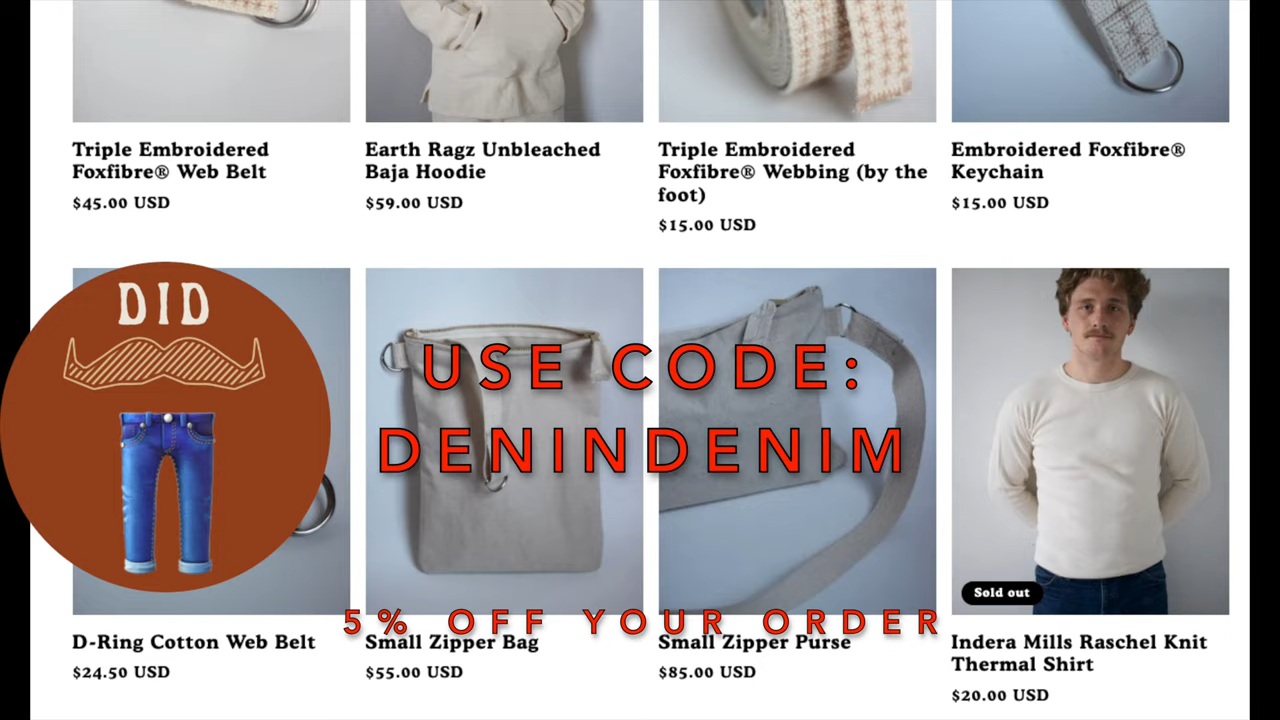 Triple Embroidered
Foxfibre® Web Belt
$45.00 USD
Earth Ragz Unbleached
Baja Hoodie
$59.00 USD
Triple Embroidered
Foxfibre® Webbing (by the
foot)
$15.00 USD
Embroidered Foxfibre®
Keychain
$15.00 USD
DID
USE CODE:
DENINDENIM
5% OFF YOUR ORDER
D-Ring Cotton Web Belt
$24.50 USD
Small Zipper Bag
$55.00 USD
Small Zipper Purse
$85.00 USD
Sold out
Indera Mills Raschel Knit
Thermal Shirt
$20.00 USD